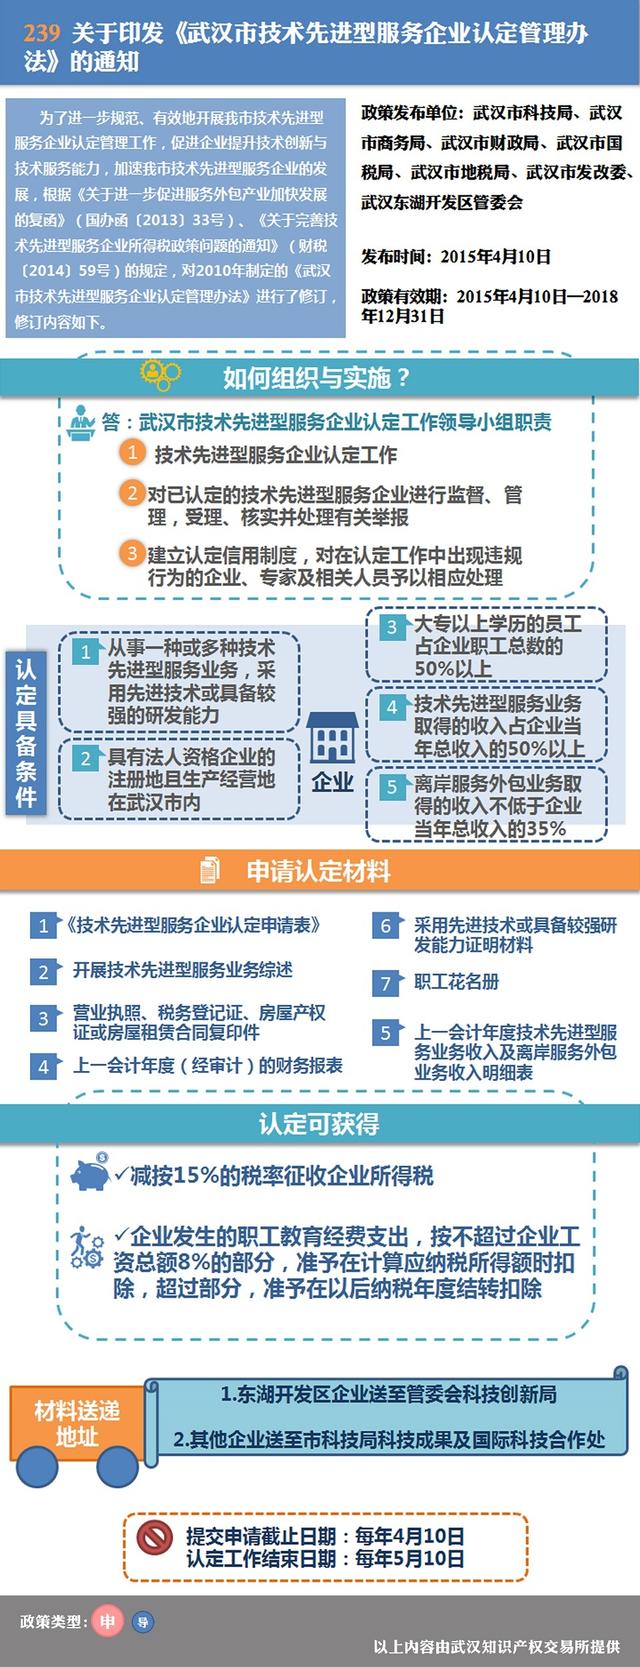 239 关于印发《武汉市技术先进型服务企业认定管理办
法》的通知
为了进一步规范、有效地开展我市技术先进型
服务企业认定管理工作，促进企业提升技术创新与
技术服务能力，加速我市技术先进型服务企业的发
展，根据《关于进一步促进服务外包产业加快发展
的复函》（国办函〔2013〕33号）、《关于完善技
术先进型服务企业所得税政策问题的通知》（财税
〔2014〕59号）的规定，对2010年制定的《武汉
市技术先进型服务企业认定管理办法》进行了修订，
修订内容如下。
政策发布单位：武汉市科技局、武汉
市商务局、武汉市财政局、武汉市国
税局、武汉市地税局、武汉市发改委、
武汉东湖开发区管委会
发布时间：2015年4月10日
政策有效期：2015年4月10日—2018
年12月31日
如何组织与实施？
答：武汉市技术先进型服务企业认定工作领导小组职责
1 技术先进型服务企业认定工作
2 对已认定的技术先进型服务企业进行监督、管
理，受理、核实并处理有关举报
3 建立认定信用制度，对在认定工作中出现违规
行为的企业、专家及相关人员予以相应处理
认定具备条件
1 从事一种或多种技术
先进型服务业务，采
用先进技术或具备较
强的研发能力
2 具有法人资格企业的
注册地且生产经营地
在武汉市内
企业
3 大专以上学历的员工
占企业职工总数的
50%以上
4 技术先进型服务业务
取得的收入占企业当
年总收入的50%以上
5 离岸服务外包业务取
得的收入不低于企业
当年总收入的35%
申请认定材料
1 《技术先进型服务企业认定申请表》
2 开展技术先进型服务业务综述
3 营业执照、税务登记证、房屋产权
证或房屋租赁合同复印件
4 上一会计年度（经审计）的财务报表
6 采用先进技术或具备较强研
发能力证明材料
7 职工花名册
5 上一会计年度技术先进型服
务业务收入及离岸服务外包
业务收入明细表
认定可获得
✓减按15%的税率征收企业所得税
✓企业发生的职工教育经费支出，按不超过企业工
资总额8%的部分，准予在计算应纳税所得额时扣
除，超过部分，准予在以后纳税年度结转扣除
材料送递
地址
1.东湖开发区企业送至管委会科技创新局
2.其他企业送至市科技局科技成果及国际科技合作处
提交申请截止日期：每年4月10日
认定工作结束日期：每年5月10日
政策类型：申 导
以上内容由武汉知识产权交易所提供